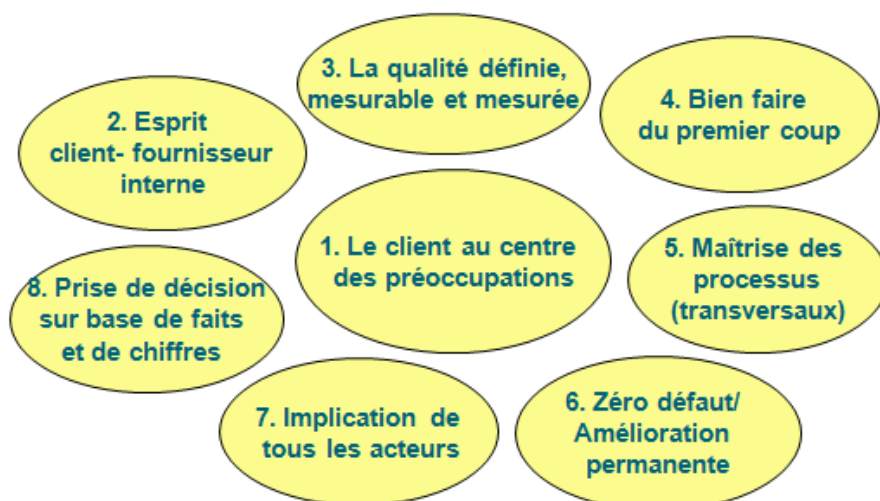 3. La qualité définie,
mesurable et mesurée
2. Esprit
client- fournisseur
interne
4. Bien faire
du premier coup
1. Le client au centre
des préoccupations
5. Maîtrise des
processus
(transversaux)
8. Prise de décision
sur base de faits
et de chiffres
7. Implication de
tous les acteurs
6. Zéro défaut/
Amélioration
permanente